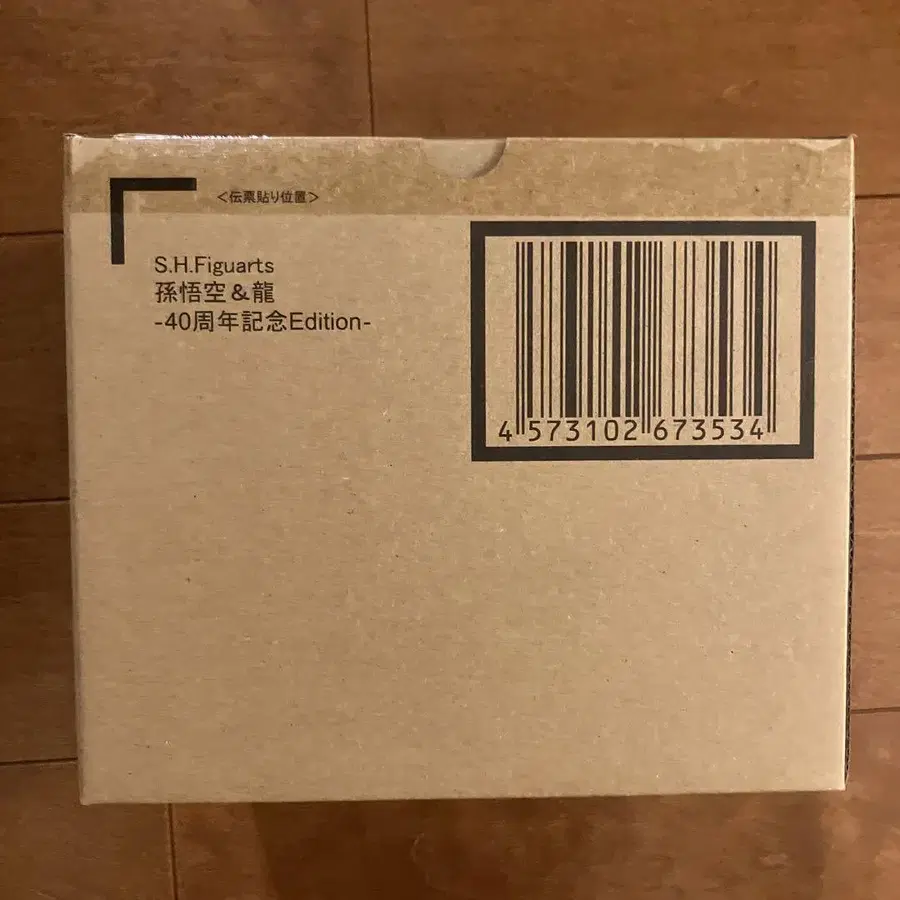 ＜伝票貼り位置＞
S.H.Figuarts
孫悟空＆龍
-40周年記念Edition-
4 573102 673534